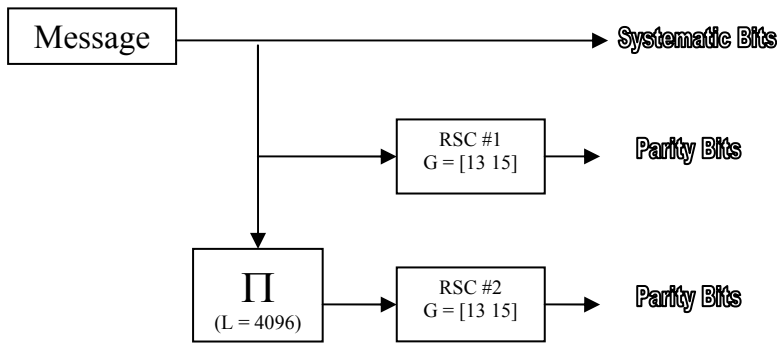 Message
Systematic Bits
RSC #1
G = [13 15]
Parity Bits
Π
(L = 4096)
RSC #2
G = [13 15]
Parity Bits